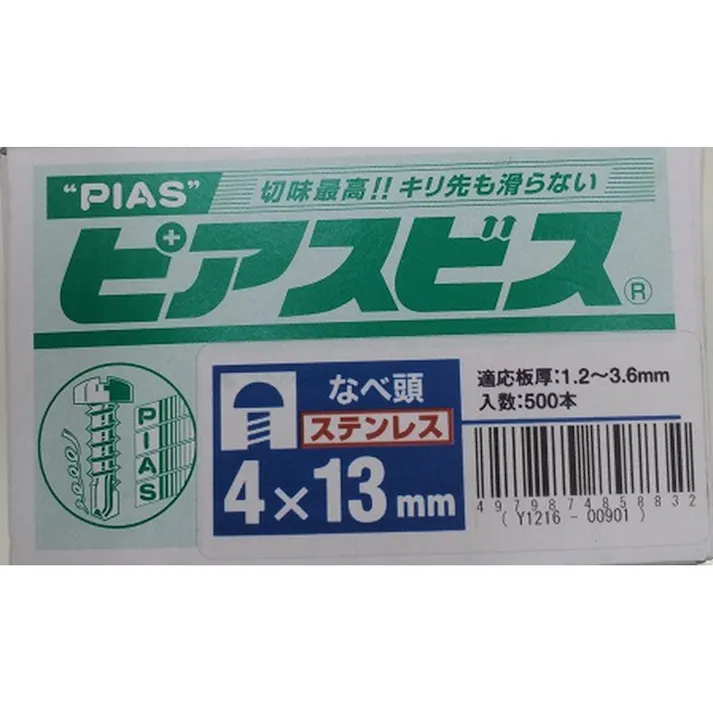 “PIAS” 切味最高!! キリ先も滑らない
ピアスビス®
PIAS
なべ頭
ステンレス
4×13mm
適応板厚:1.2〜3.6mm
入数:500本
4979874858832
( Y1216 - 00901 )